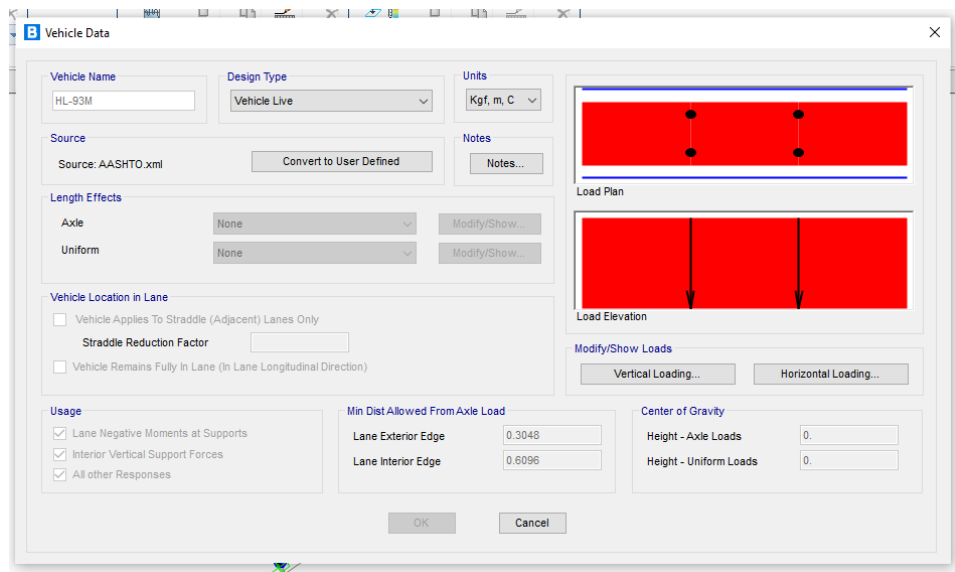 B Vehicle Data
Vehicle Name
HL-93M
Design Type
Vehicle Live
Units
Kgf, m, C
Source
Source: AASHTO.xml
Convert to User Defined
Notes
Notes...
Load Plan
Length Effects
Axle
None
Modify/Show...
Uniform
None
Modify/Show...
Load Elevation
Vehicle Location in Lane
Vehicle Applies To Straddle (Adjacent) Lanes Only
Straddle Reduction Factor
Vehicle Remains Fully In Lane (In Lane Longitudinal Direction)
Modify/Show Loads
Vertical Loading...
Horizontal Loading...
Usage
Lane Negative Moments at Supports
Interior Vertical Support Forces
All other Responses
Min Dist Allowed From Axle Load
Lane Exterior Edge
0.3048
Lane Interior Edge
0.6096
Center of Gravity
Height - Axle Loads
0.
Height - Uniform Loads
0.
OK
Cancel